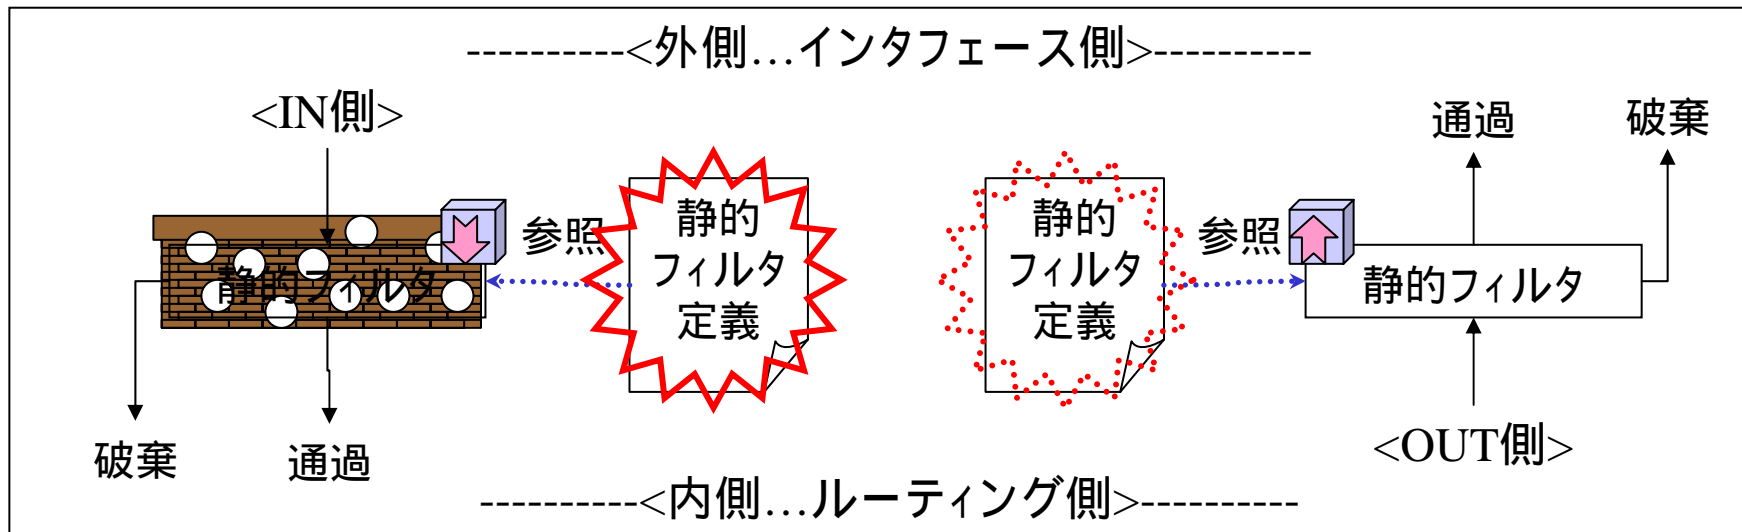 ---------<外側…インタフェース側>---------
<IN側>
通過
破棄
参照
静的
フィルタ
定義
静的
フィルタ
定義
参照
静的フィルタ
静的フィルタ
破棄
通過
<OUT側>
---------<内側…ルーティング側>---------